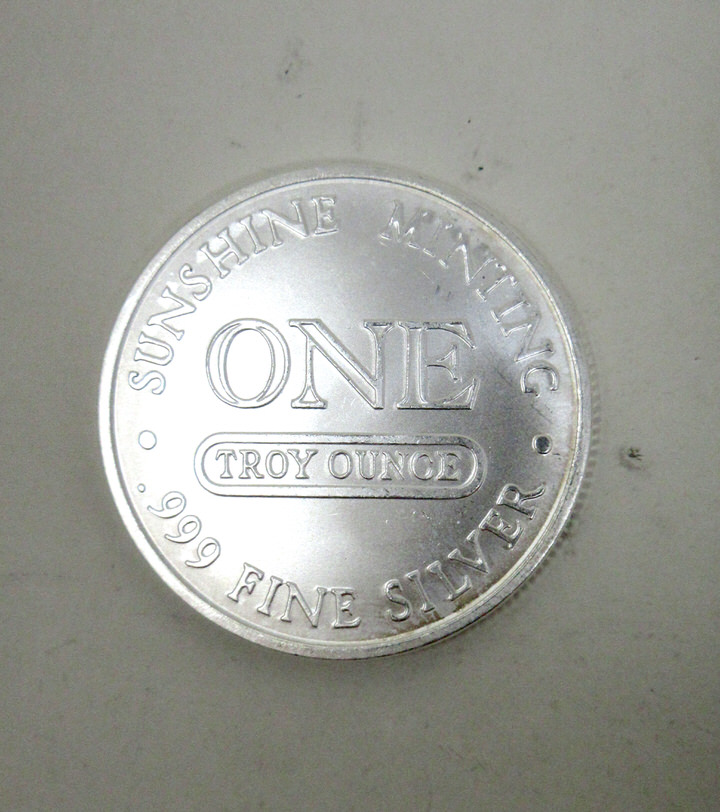 SUNSHINE MINTING
ONE
TROY OUNCE
.999 FINE SILVER